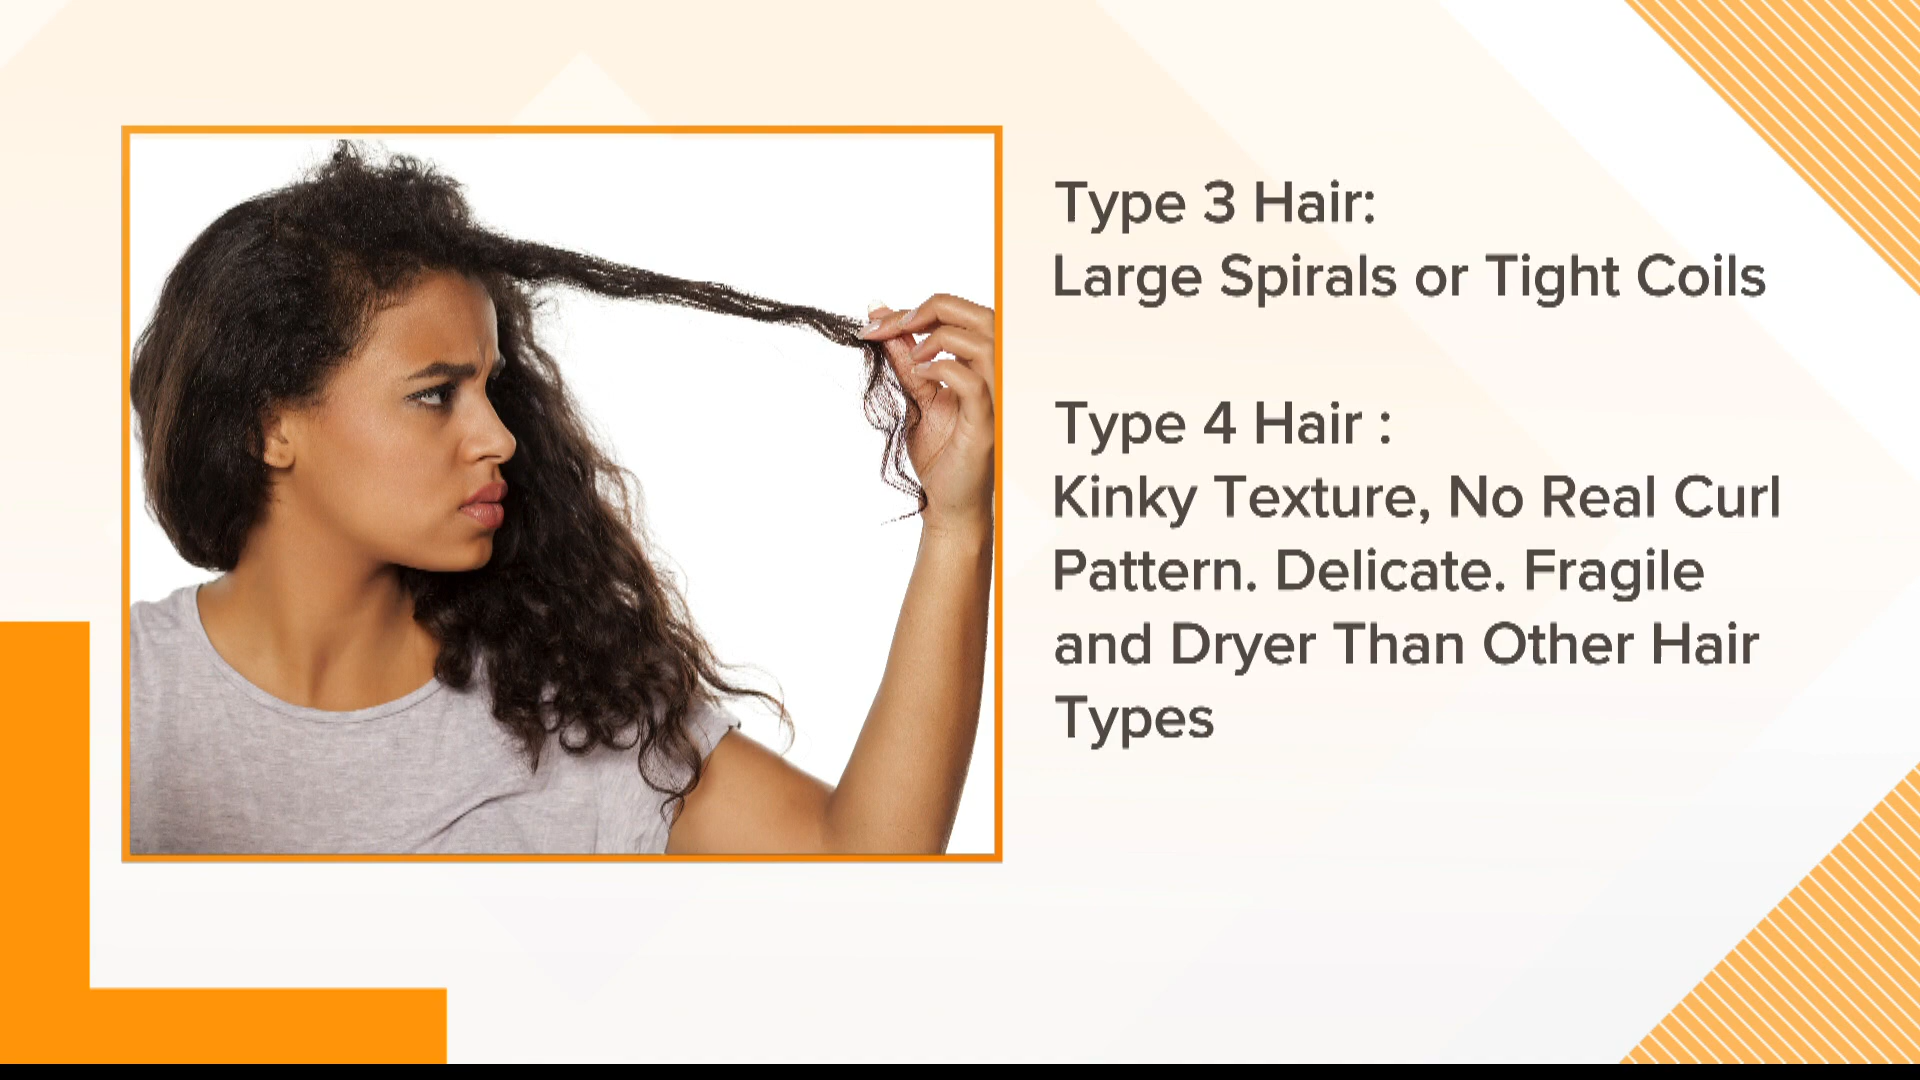 Type 3 Hair:
Large Spirals or Tight Coils
Type 4 Hair :
Kinky Texture, No Real Curl
Pattern. Delicate. Fragile
and Dryer Than Other Hair
Types